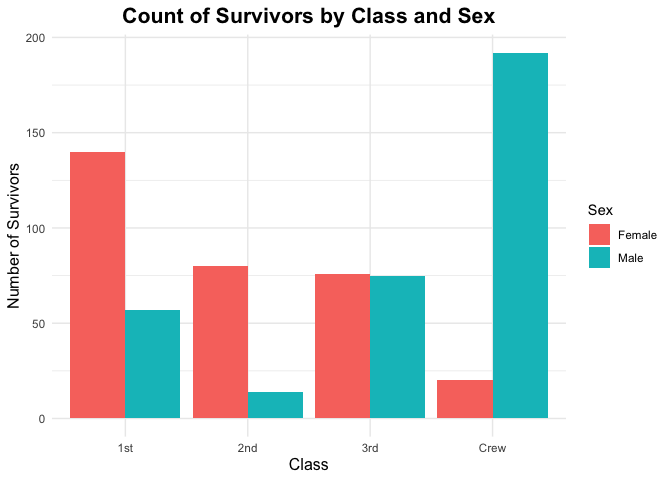 Count of Survivors by Class and Sex
Number of Survivors
200
150
100
50
0
1st 2nd 3rd Crew
Class
Sex
Female
Male